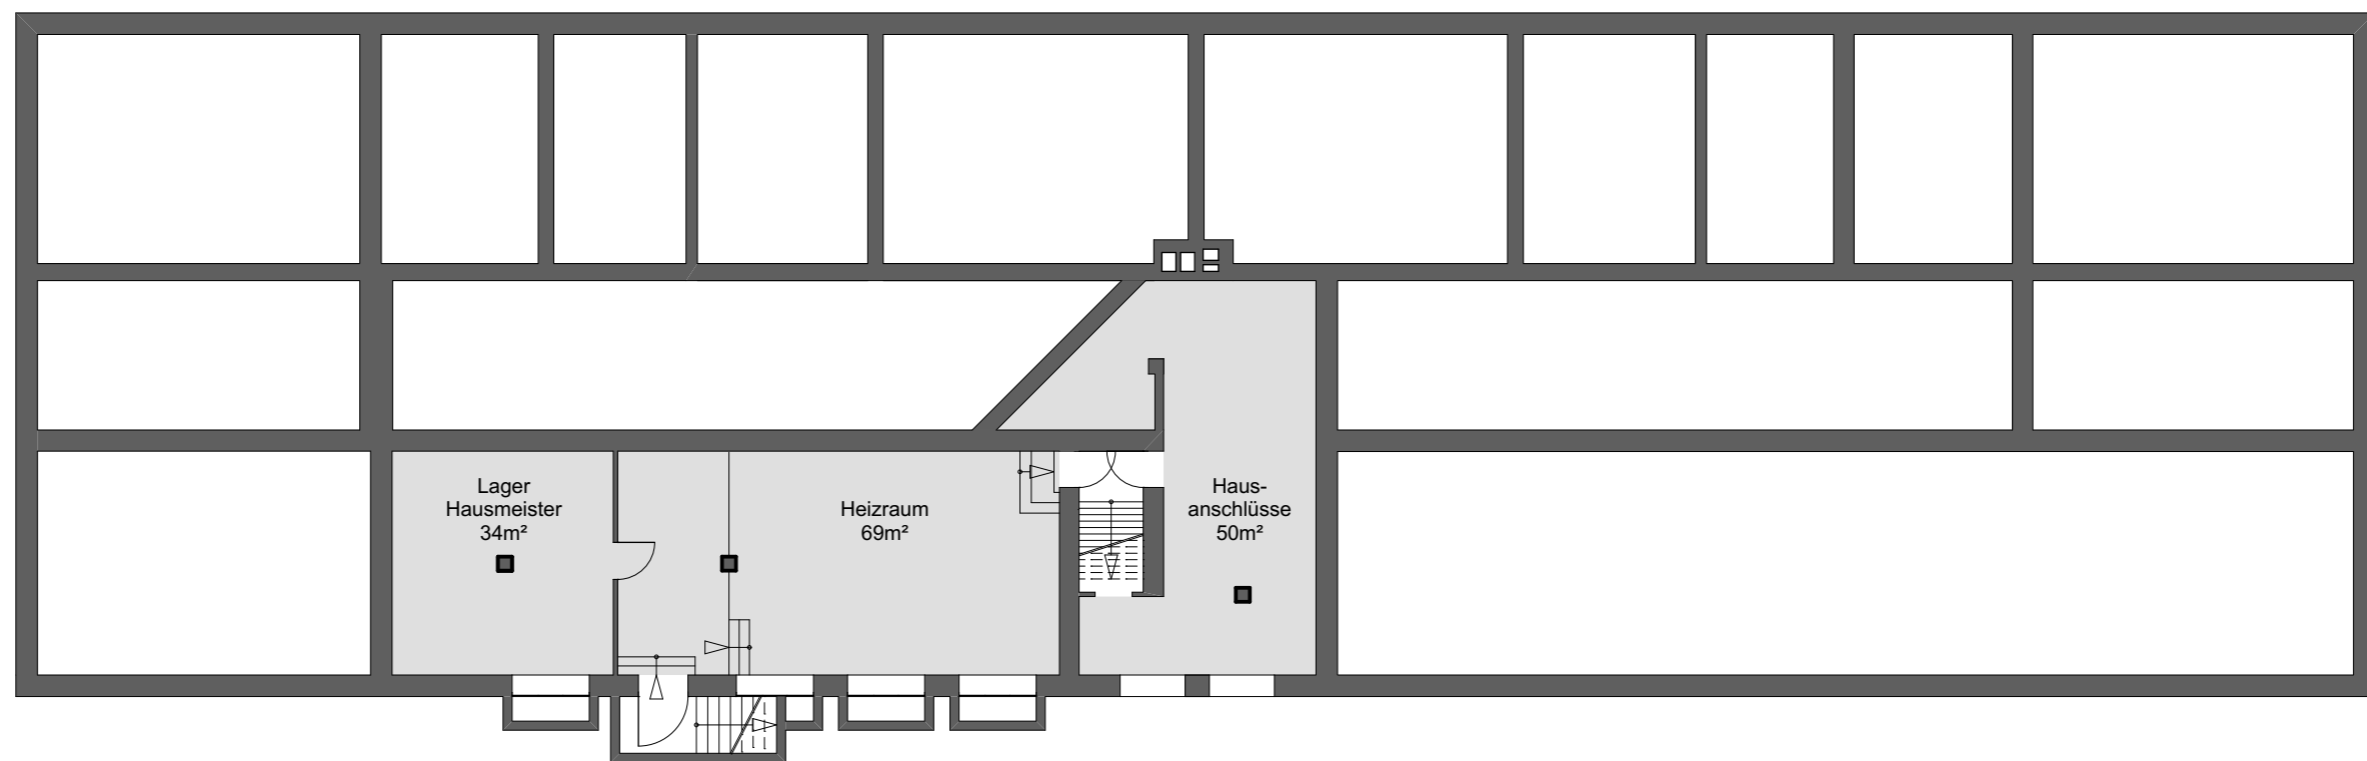 Lager
Hausmeister
34m²
Heizraum
69m²
Haus-
anschlüsse
50m²